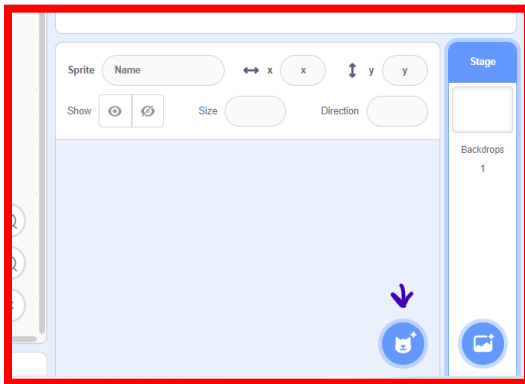 Sprite Name x x y y
Show Size Direction
Stage
Backdrops
1